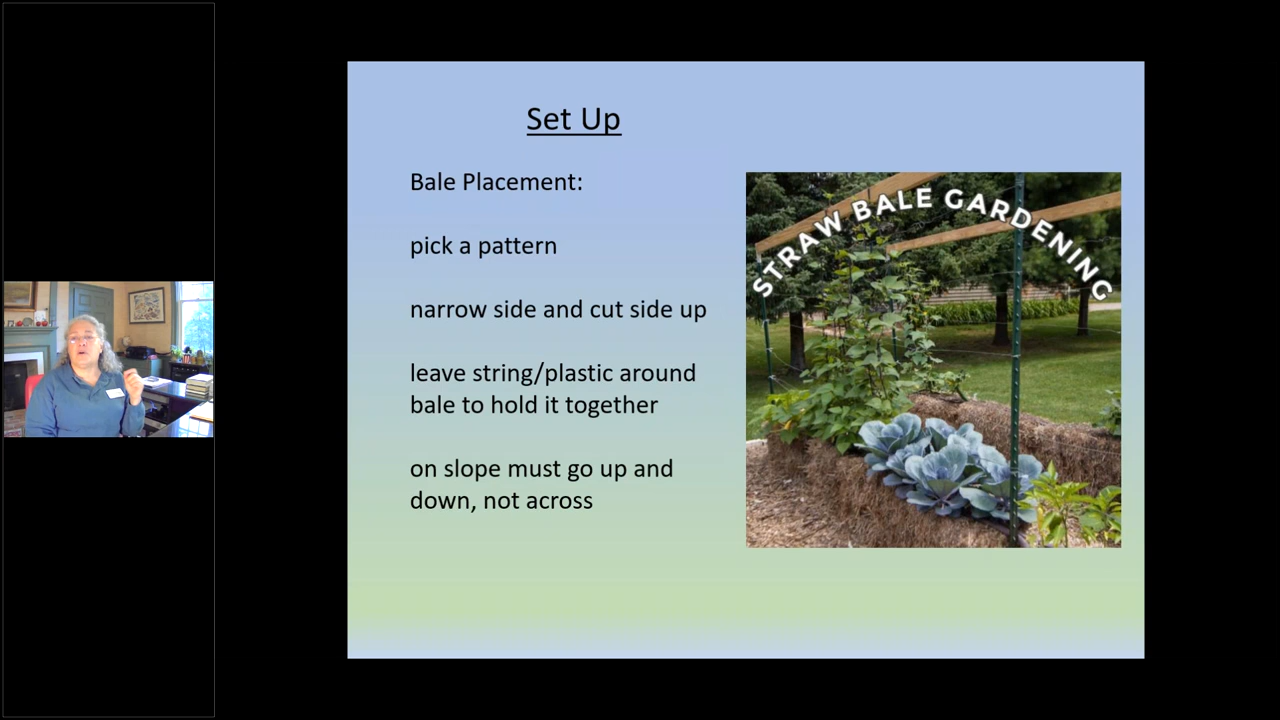 Set Up
Bale Placement:
pick a pattern
narrow side and cut side up
leave string/plastic around
bale to hold it together
on slope must go up and
down, not across
STRAW BALE GARDENING